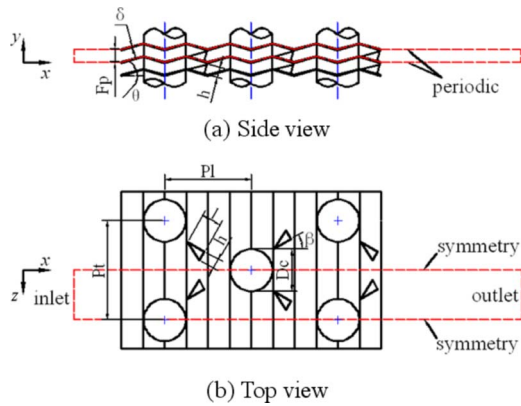 y
x
δ
Fp
θ
h
periodic
(a) Side view
Pl
l
h
β
Pt
Dc
x
z
inlet
symmetry
outlet
symmetry
(b) Top view